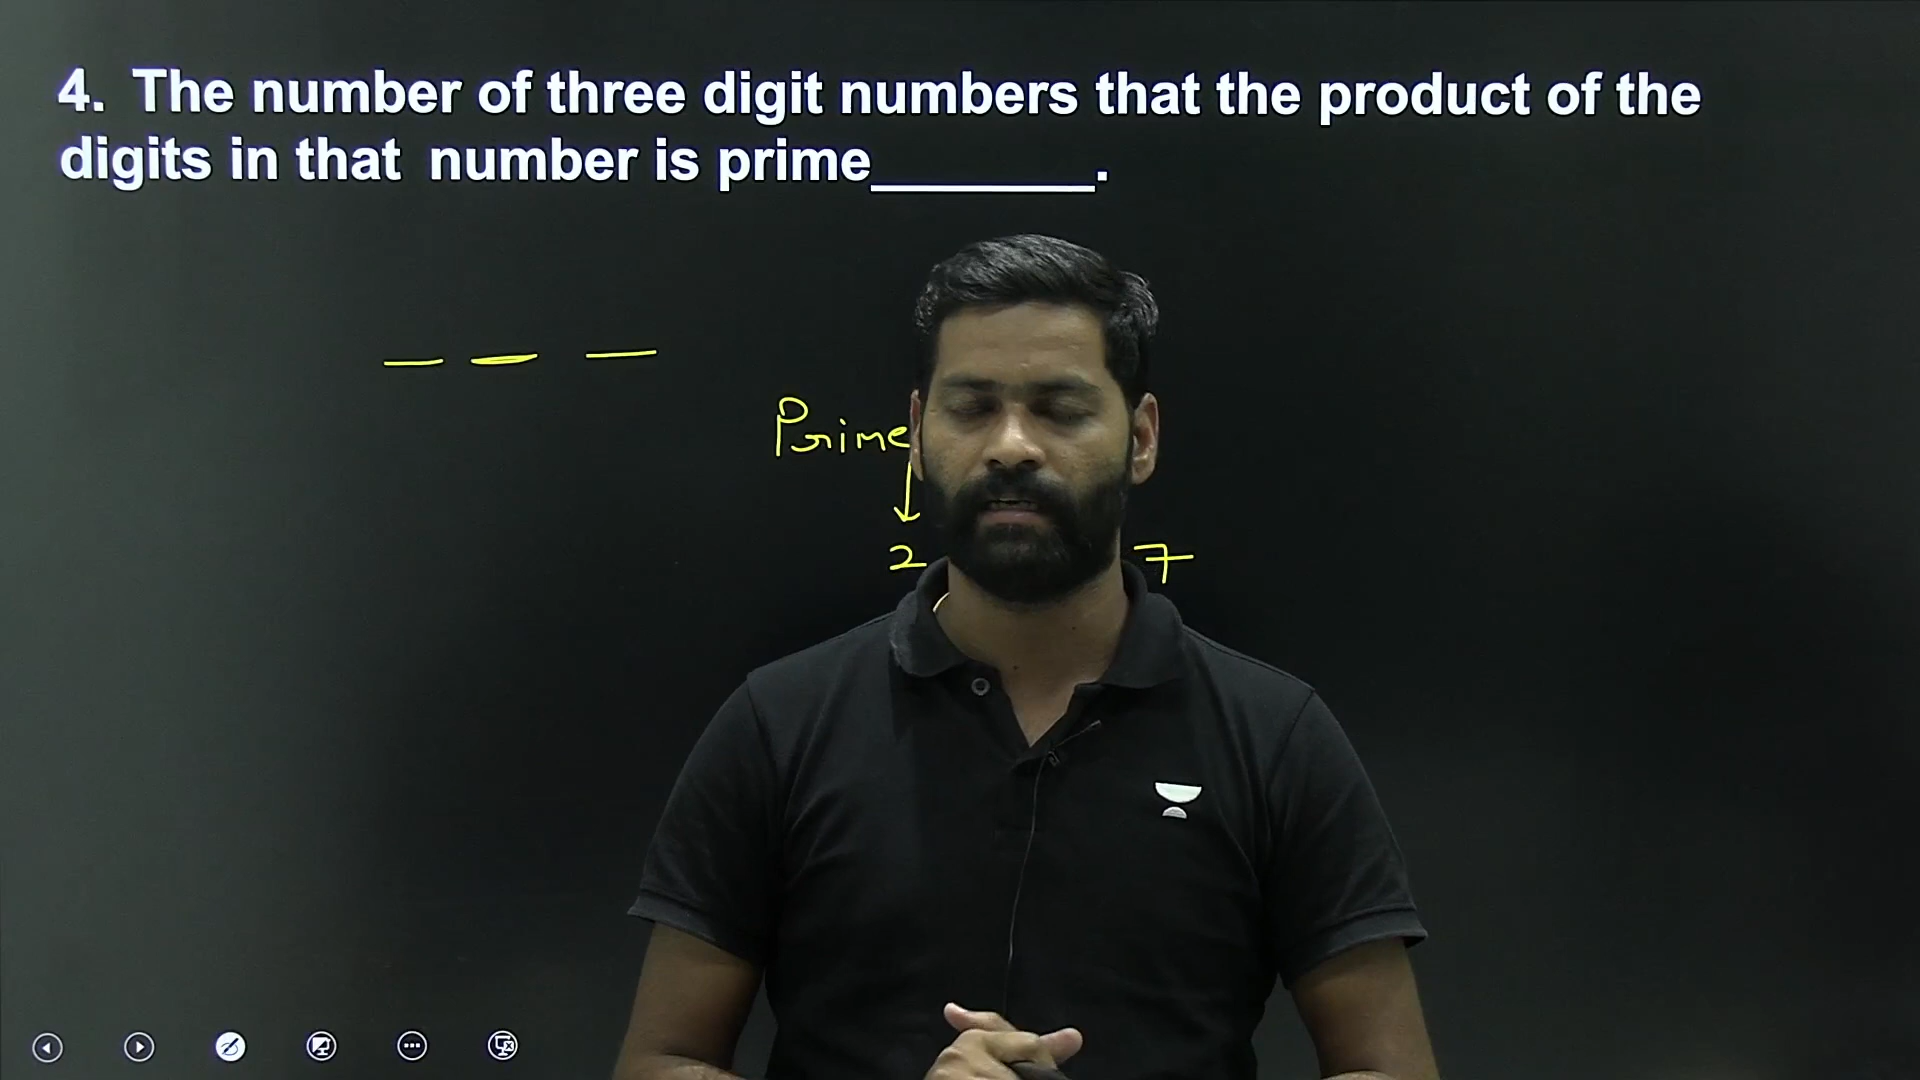 4. The number of three digit numbers that the product of the
digits in that number is prime_______.
Prime
2 7